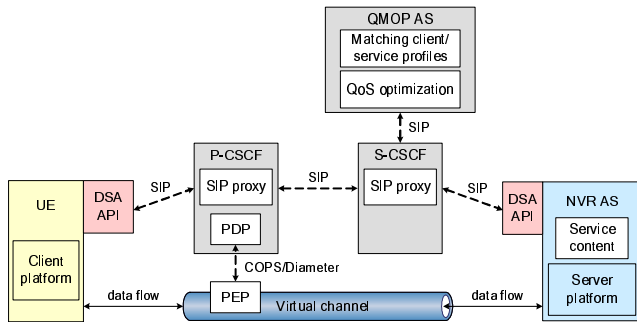 QMOP AS
Matching client/
service profiles
QoS optimization
SIP
P-CSCF
SIP proxy
PDP
SIP
S-CSCF
SIP proxy
UE
DSA
API
SIP
SIP
DSA
API
NVR AS
Service
content
Client
platform
Server
platform
COPS/Diameter
PEP
Virtual channel
data flow
data flow